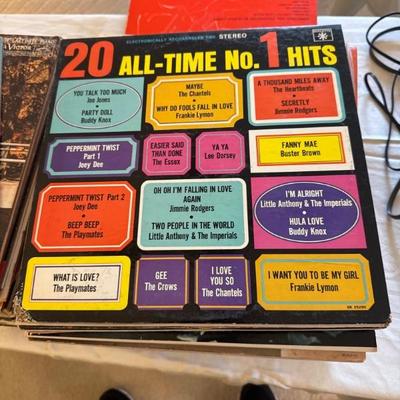 ELECTRONICALLY RECHANNELED FOR STEREO
20 ALL-TIME No. 1 HITS
YOU TALK TOO MUCH
Joe Jones
PARTY DOLL
Buddy Knox
MAYBE
The Chantels
WHY DO FOOLS FALL IN LOVE
Frankie Lymon
A THOUSAND MILES AWAY
The Heartbeats
SECRETLY
Jimmie Rodgers
PEPPERMINT TWIST
Part 1
Joey Dee
EASIER SAID
THAN DONE
The Essex
YA YA
Lee Dorsey
FANNY MAE
Buster Brown
PEPPERMINT TWIST Part 2
Joey Dee
BEEP BEEP
The Playmates
OH OH I'M FALLING IN LOVE
AGAIN
Jimmie Rodgers
TWO PEOPLE IN THE WORLD
Little Anthony & The Imperials
I'M ALRIGHT
Little Anthony & The Imperials
HULA LOVE
Buddy Knox
WHAT IS LOVE?
The Playmates
GEE
The Crows
I LOVE
YOU SO
The Chantels
I WANT YOU TO BE MY GIRL
Frankie Lymon